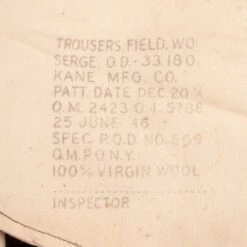 TROUSERS, FIELD, WO
SERGE, O.D.-33.180
KANE MFG. CO.
PATT. DATE DEC. 20
O.M. 2423 O.I. 5788
25 JUNE 46
SPEC. P.Q.D. NO. 569
Q.M.P.O.N.Y.
100% VIRGIN WOOL
INSPECTOR